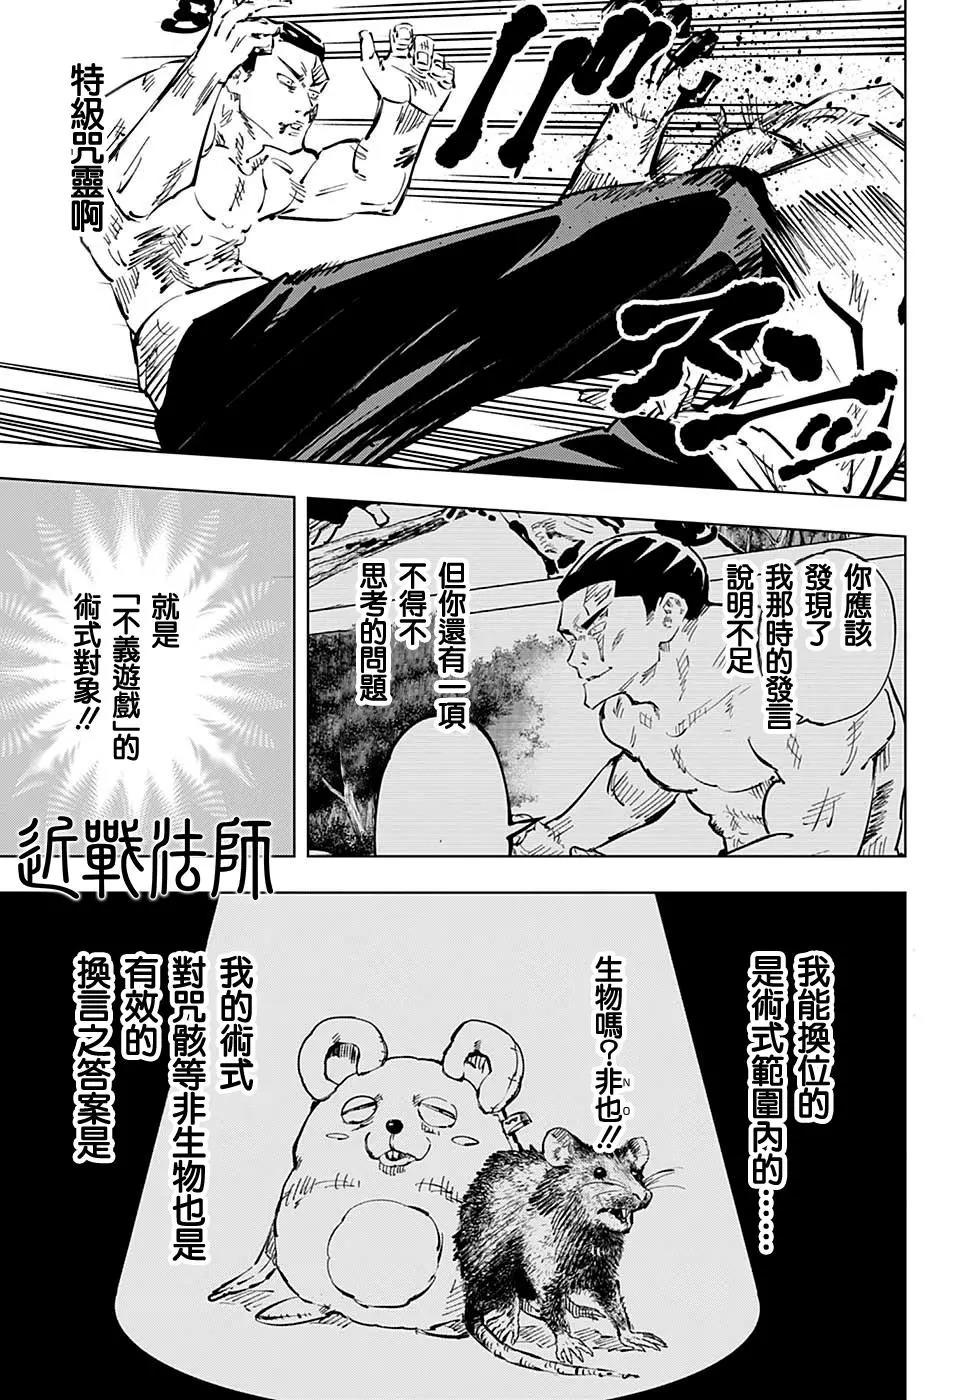 特級咒靈啊
ズンッ
你應該
發現了
我那時的發言
說明不足
但你還有一項
不得不
思考的問題
就是
「不義遊戲」的
術式對象!!
近戰法師
我能換位的
是術式範圍內的……
生物嗎?非也!!
NO
我的術式
對咒骸等非生物也是
有效的
換言之答案是